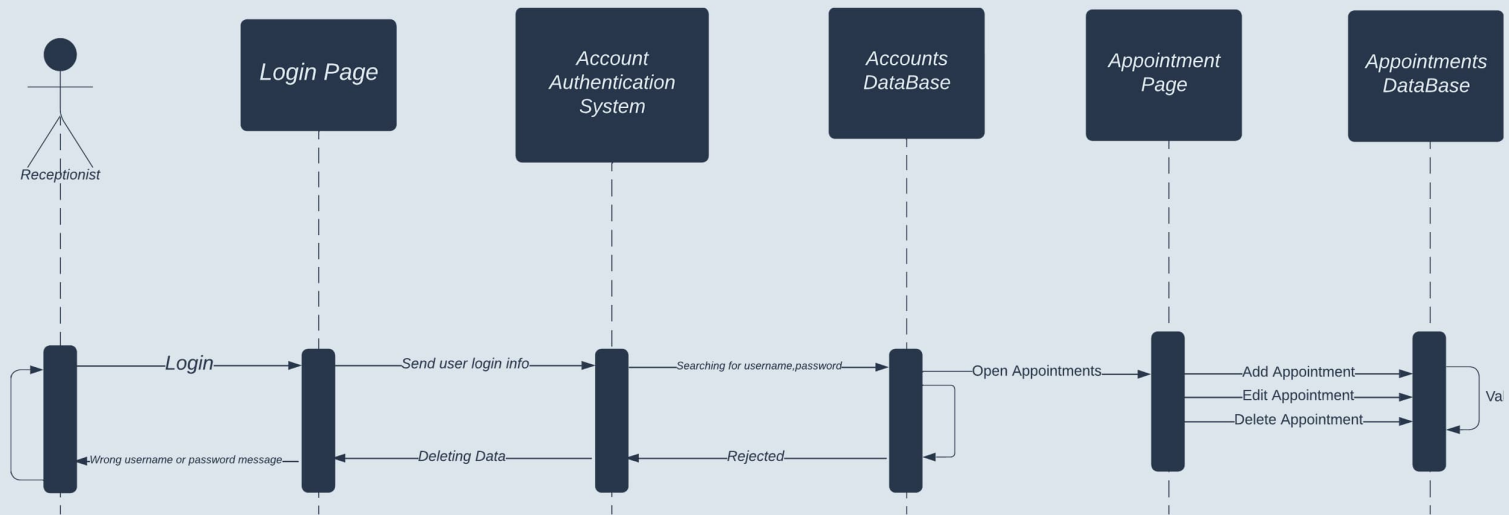 Login Page
Account
Authentication
System
Accounts
DataBase
Appointment
Page
Appointments
DataBase
Receptionist
Login
Send user login info
Searching for username,password
Open Appointments
Add Appointment
Edit Appointment
Delete Appointment
Wrong username or password message
Deleting Data
Rejected